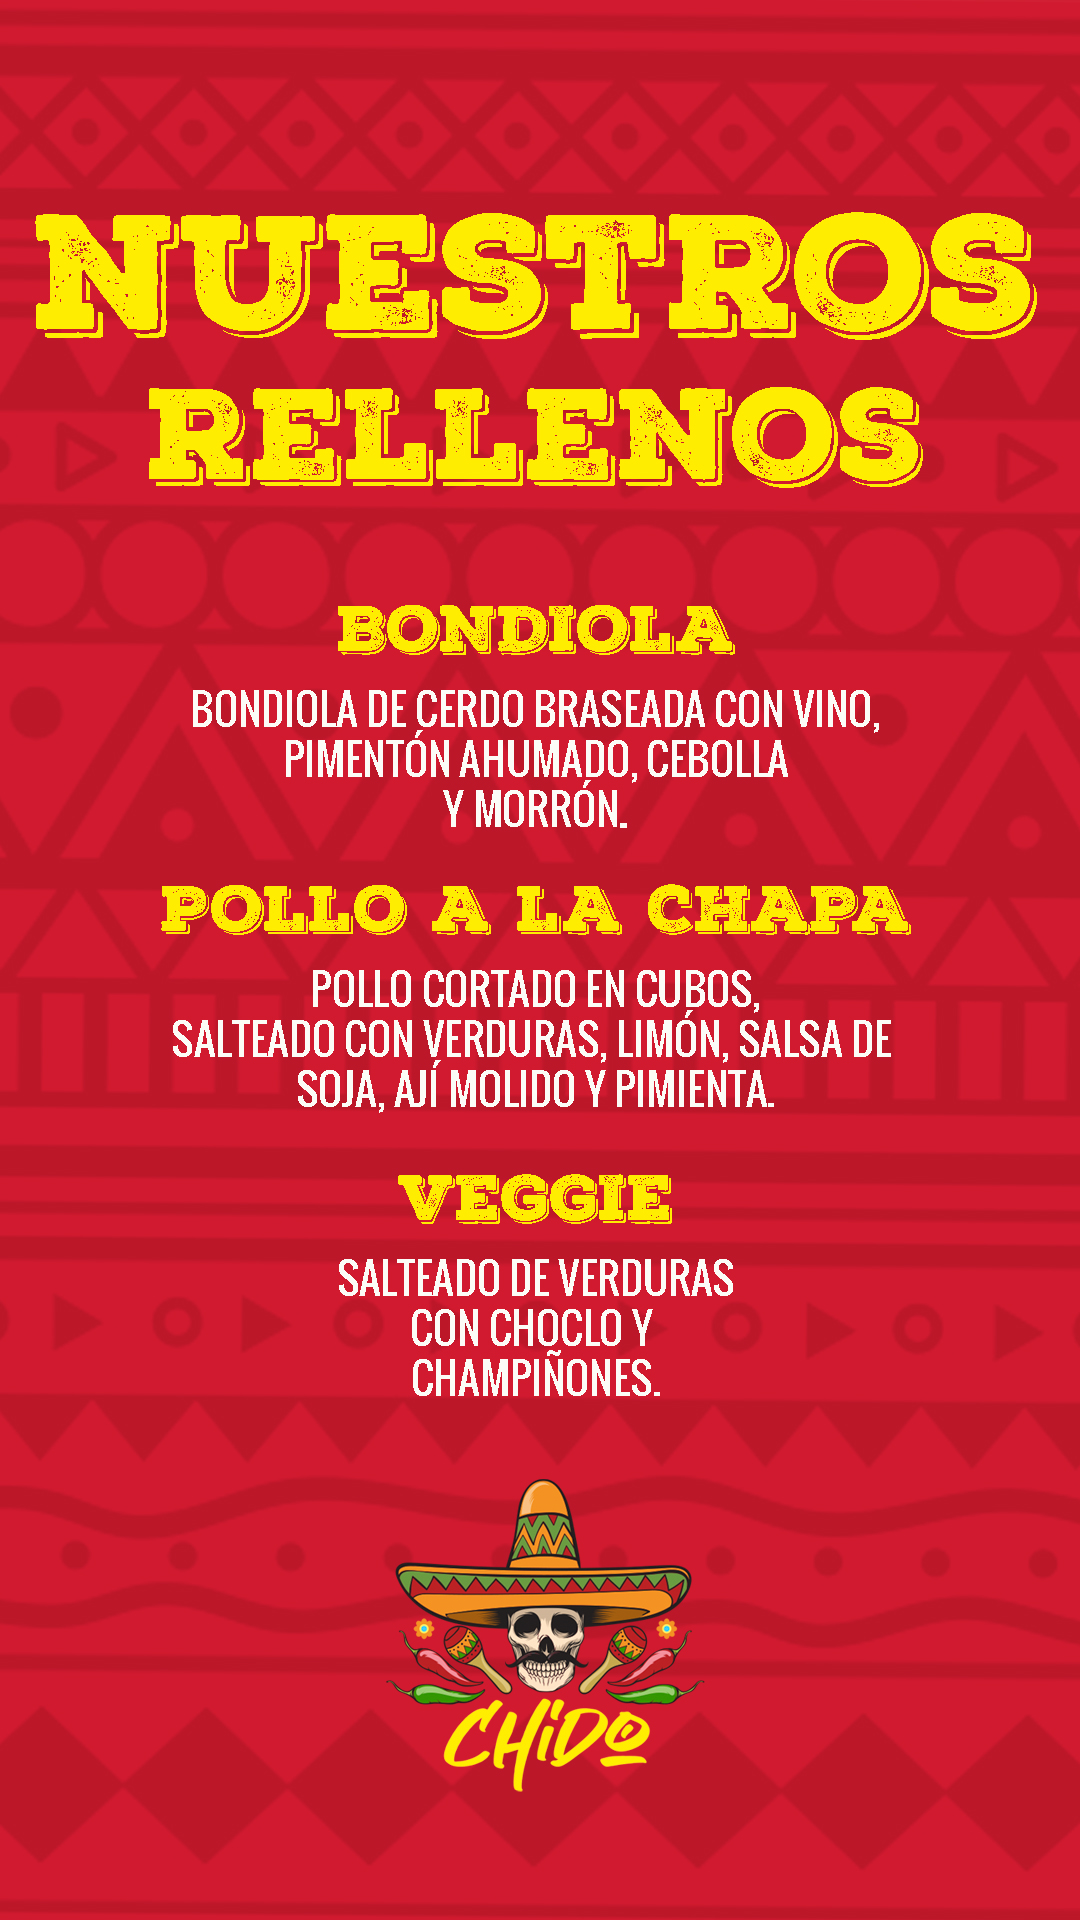 NUESTROS
RELLENOS
BONDIOLA
BONDIOLA DE CERDO BRASEADA CON VINO,
PIMENTÓN AHUMADO, CEBOLLA
Y MORRÓN.
POLLO A LA CHAPA
POLLO CORTADO EN CUBOS,
SALTEADO CON VERDURAS, LIMÓN, SALSA DE
SOJA, AJÍ MOLIDO Y PIMIENTA.
VEGGIE
SALTEADO DE VERDURAS
CON CHOCLO Y
CHAMPIÑONES.
CHiDO